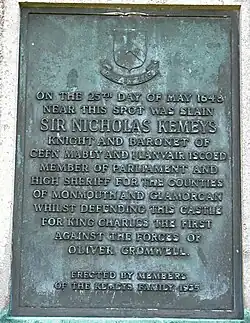 ON THE 25TH DAY OF MAY 1648
NEAR THIS SPOT WAS SLAIN
SIR NICHOLAS KEMEYS
KNIGHT AND BARONET OF
CEFN MABLY AND LLANVAIR ISCOED
MEMBER OF PARLIAMENT AND
HIGH SHERIFF FOR THE COUNTIES
OF MONMOUTH AND GLAMORGAN
WHILST DEFENDING THIS CASTLE
FOR KING CHARLES THE FIRST
AGAINST THE FORCES OF
OLIVER CROMWELL.
ERECTED BY MEMBERS
OF THE KEMEYS FAMILY